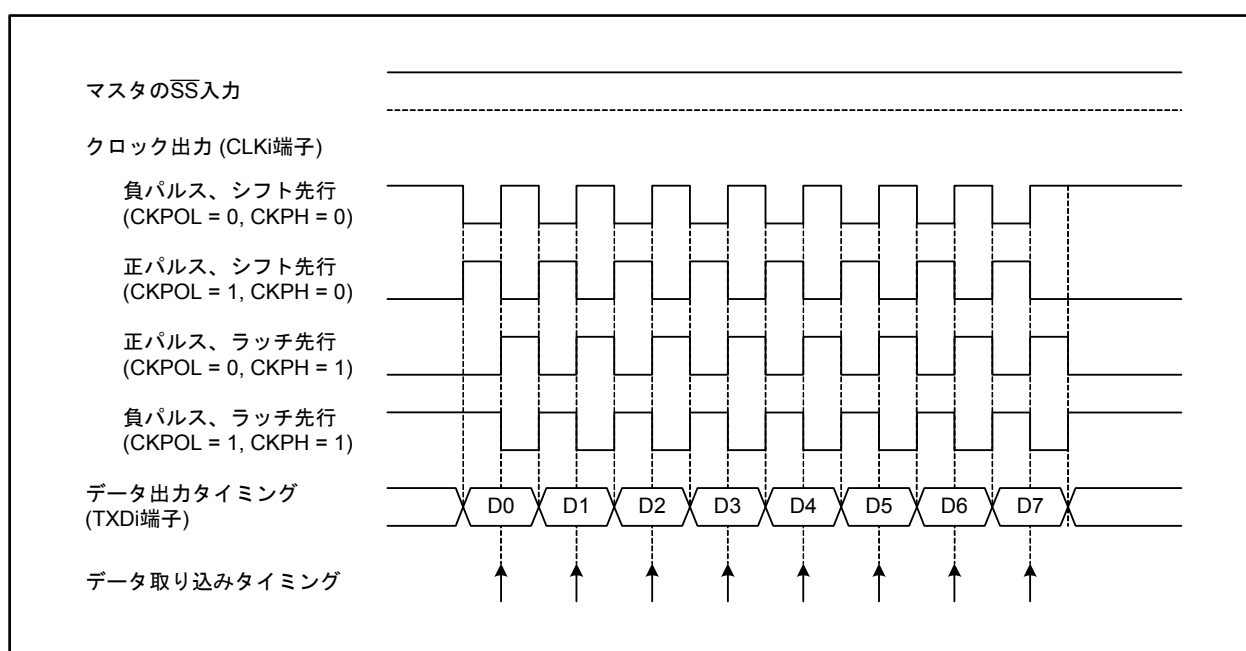 マスタのS̅S̅入力
クロック出力 (CLKi端子)
負パルス、シフト先行
(CKPOL = 0, CKPH = 0)
正パルス、シフト先行
(CKPOL = 1, CKPH = 0)
正パルス、ラッチ先行
(CKPOL = 0, CKPH = 1)
負パルス、ラッチ先行
(CKPOL = 1, CKPH = 1)
データ出力タイミング
(TXDi端子)
D0 D1 D2 D3 D4 D5 D6 D7
データ取り込みタイミング